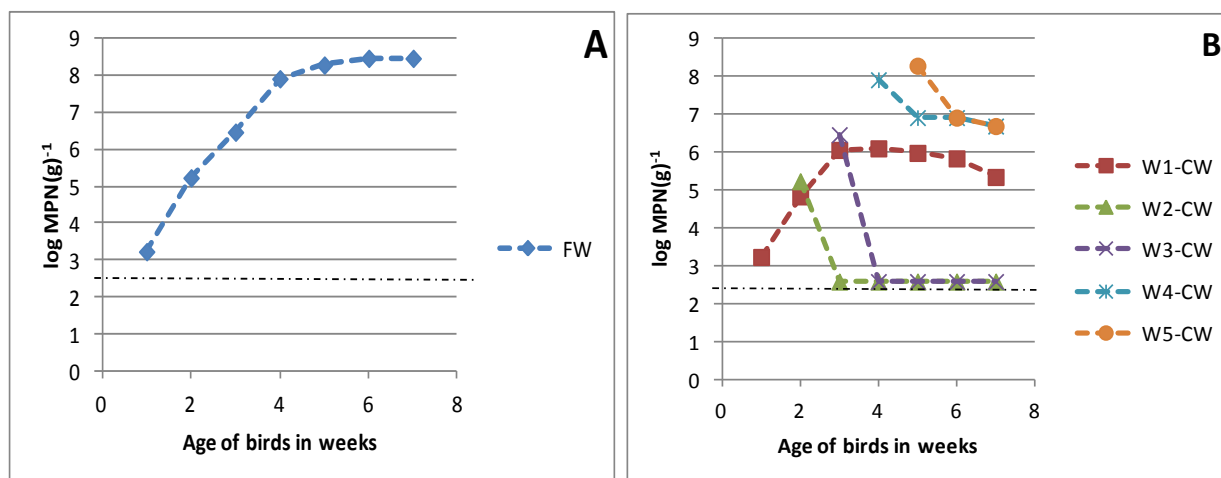 A
9
8
7
6
5
4
3
2
1
0
log MPN(g)-1
0 2 4 6 8
Age of birds in weeks
FW
B
9
8
7
6
5
4
3
2
1
0
log MPN(g)-1
0 2 4 6 8
Age of birds in weeks
W1-CW
W2-CW
W3-CW
W4-CW
W5-CW